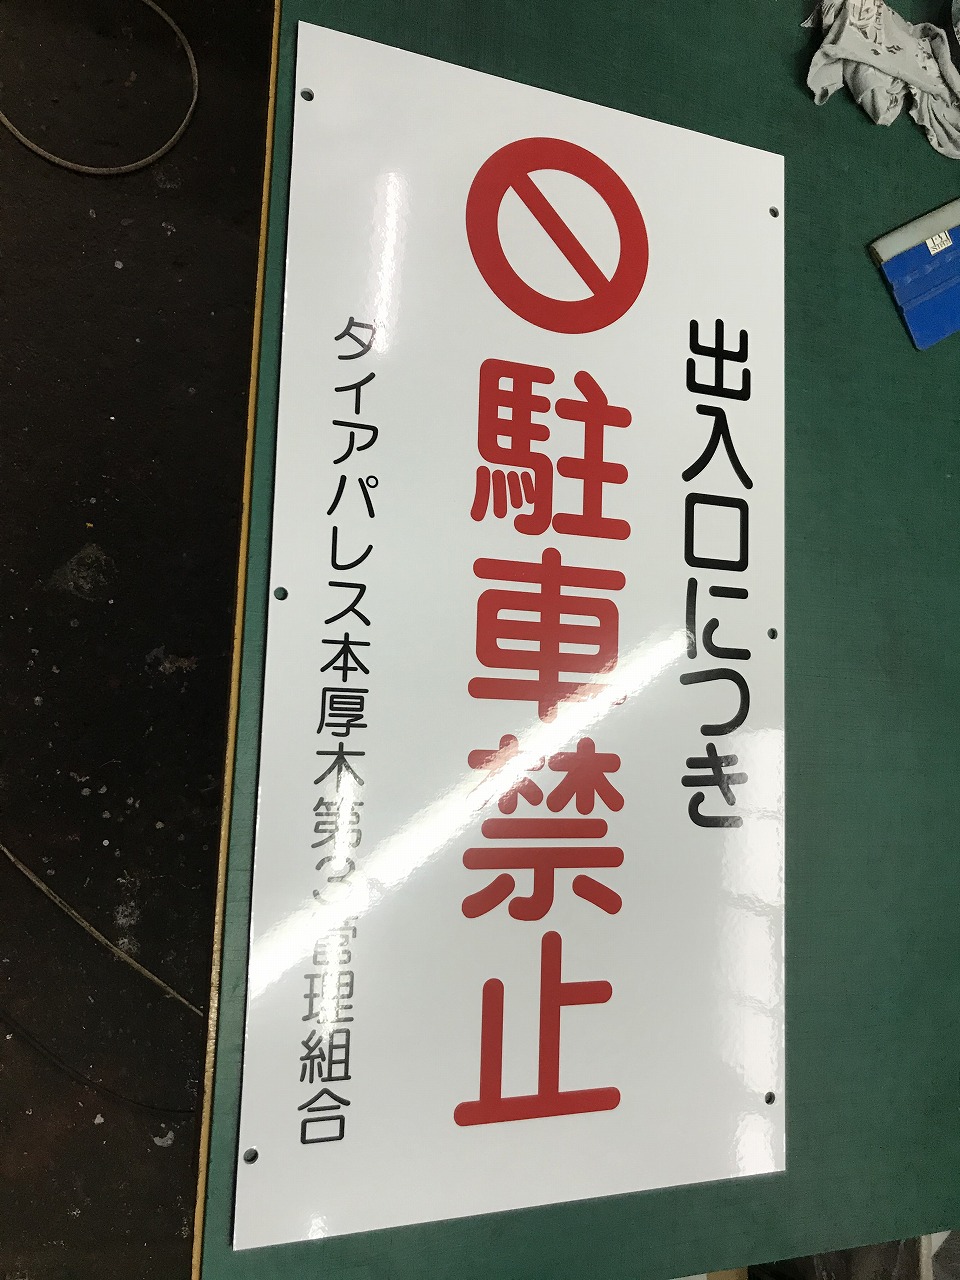 出入口につき
駐車禁止
ダイアパレス本厚木第3管理組合